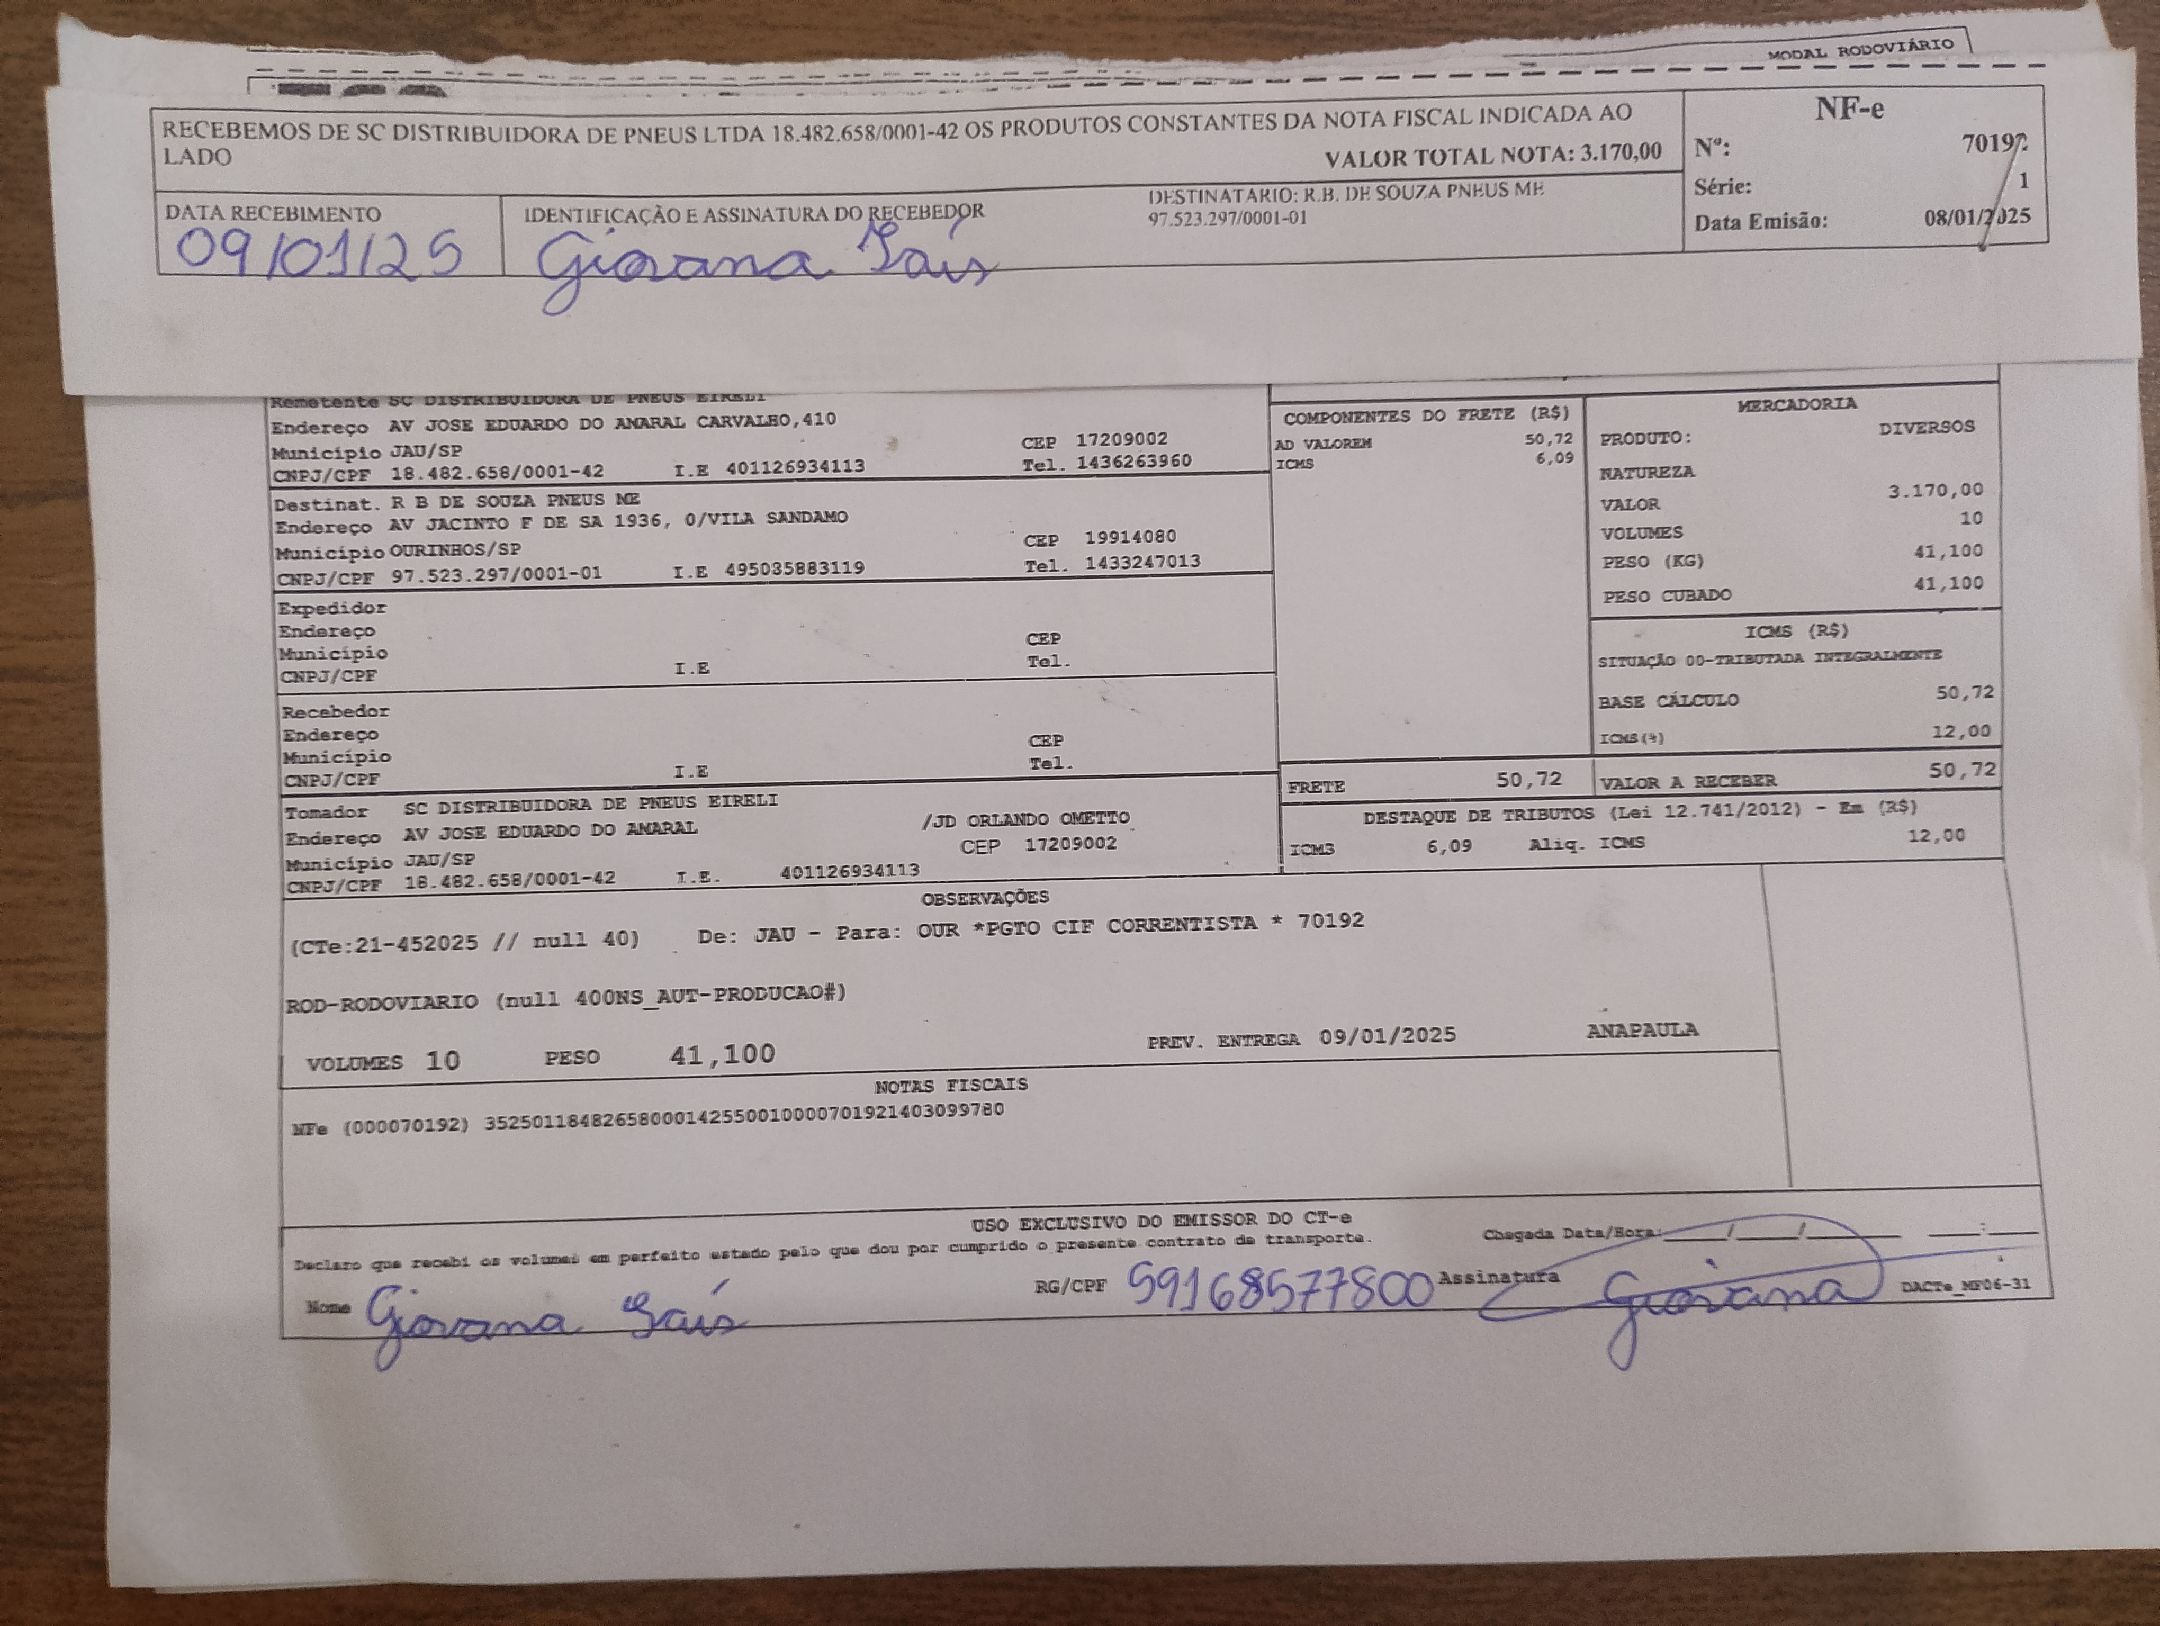 MODAL RODOVIÁRIO
RECEBEMOS DE SC DISTRIBUIDORA DE PNEUS LTDA 18.482.658/0001-42 OS PRODUTOS CONSTANTES DA NOTA FISCAL INDICADA AO
LADO
VALOR TOTAL NOTA: 3.170,00
NF-e
Nº: 70192
Série: 1
Data Emissão: 08/01/2025
DATA RECEBIMENTO
09/01/25
IDENTIFICAÇÃO E ASSINATURA DO RECEBEDOR
Giovana
DESTINATÁRIO: R.B. DE SOUZA PNEUS ME
97.523.297/0001-01
Remetente SC DISTRIBUIDORA DE PNEUS EIRELI
Endereço AV JOSE EDUARDO DO AMARAL CARVALHO,410
Município JAU/SP CEP 17209002
CNPJ/CPF 18.482.658/0001-42 I.E 401126934113 Tel. 1436263960
Destinat. R B DE SOUZA PNEUS ME
Endereço AV JACINTO F DE SA 1936, 0/VILA SANDAMO
Município OURINHOS/SP CEP 19914080
CNPJ/CPF 97.523.297/0001-01 I.E 495035883119 Tel. 1433247013
Expedidor
Endereço
Município CEP
CNPJ/CPF I.E Tel.
Recebedor
Endereço
Município CEP
CNPJ/CPF I.E Tel.
Tomador SC DISTRIBUIDORA DE PNEUS EIRELI
Endereço AV JOSE EDUARDO DO AMARAL /JD ORLANDO OMETTO
Município JAU/SP CEP 17209002
CNPJ/CPF 18.482.658/0001-42 I.E. 401126934113
COMPONENTES DO FRETE (R$)
AD VALOREM 50,72
ICMS 6,09
MERCADORIA
PRODUTO: DIVERSOS
NATUREZA
VALOR 3.170,00
VOLUMES 10
PESO (KG) 41,100
PESO CUBADO 41,100
ICMS (R$)
SITUAÇÃO 00-TRIBUTADA INTEGRALMENTE
BASE CÁLCULO 50,72
ICMS(%) 12,00
FRETE 50,72 VALOR A RECEBER 50,72
DESTAQUE DE TRIBUTOS (Lei 12.741/2012) - Em (R$)
ICMS 6,09 Aliq. ICMS 12,00
OBSERVAÇÕES
(CTe:21-452025 // null 40) De: JAU - Para: OUR *PGTO CIF CORRENTISTA * 70192
ROD-RODOVIARIO (null 400NS_AUT-PRODUCAO#)
VOLUMES 10 PESO 41,100 PREV. ENTREGA 09/01/2025 ANAPAULA
NOTAS FISCAIS
NFe (000070192) 35250118482658000142550010000701921403099780
USO EXCLUSIVO DO EMISSOR DO CT-e
Declaro que recebi os volumes em perfeito estado pelo que dou por cumprido o presente contrato de transporte.
Chegada Data/Hora: ___/___/______ ___:___
Nome Giovana
RG/CPF 59168577800 Assinatura Giovana
DACTe_MF06-31